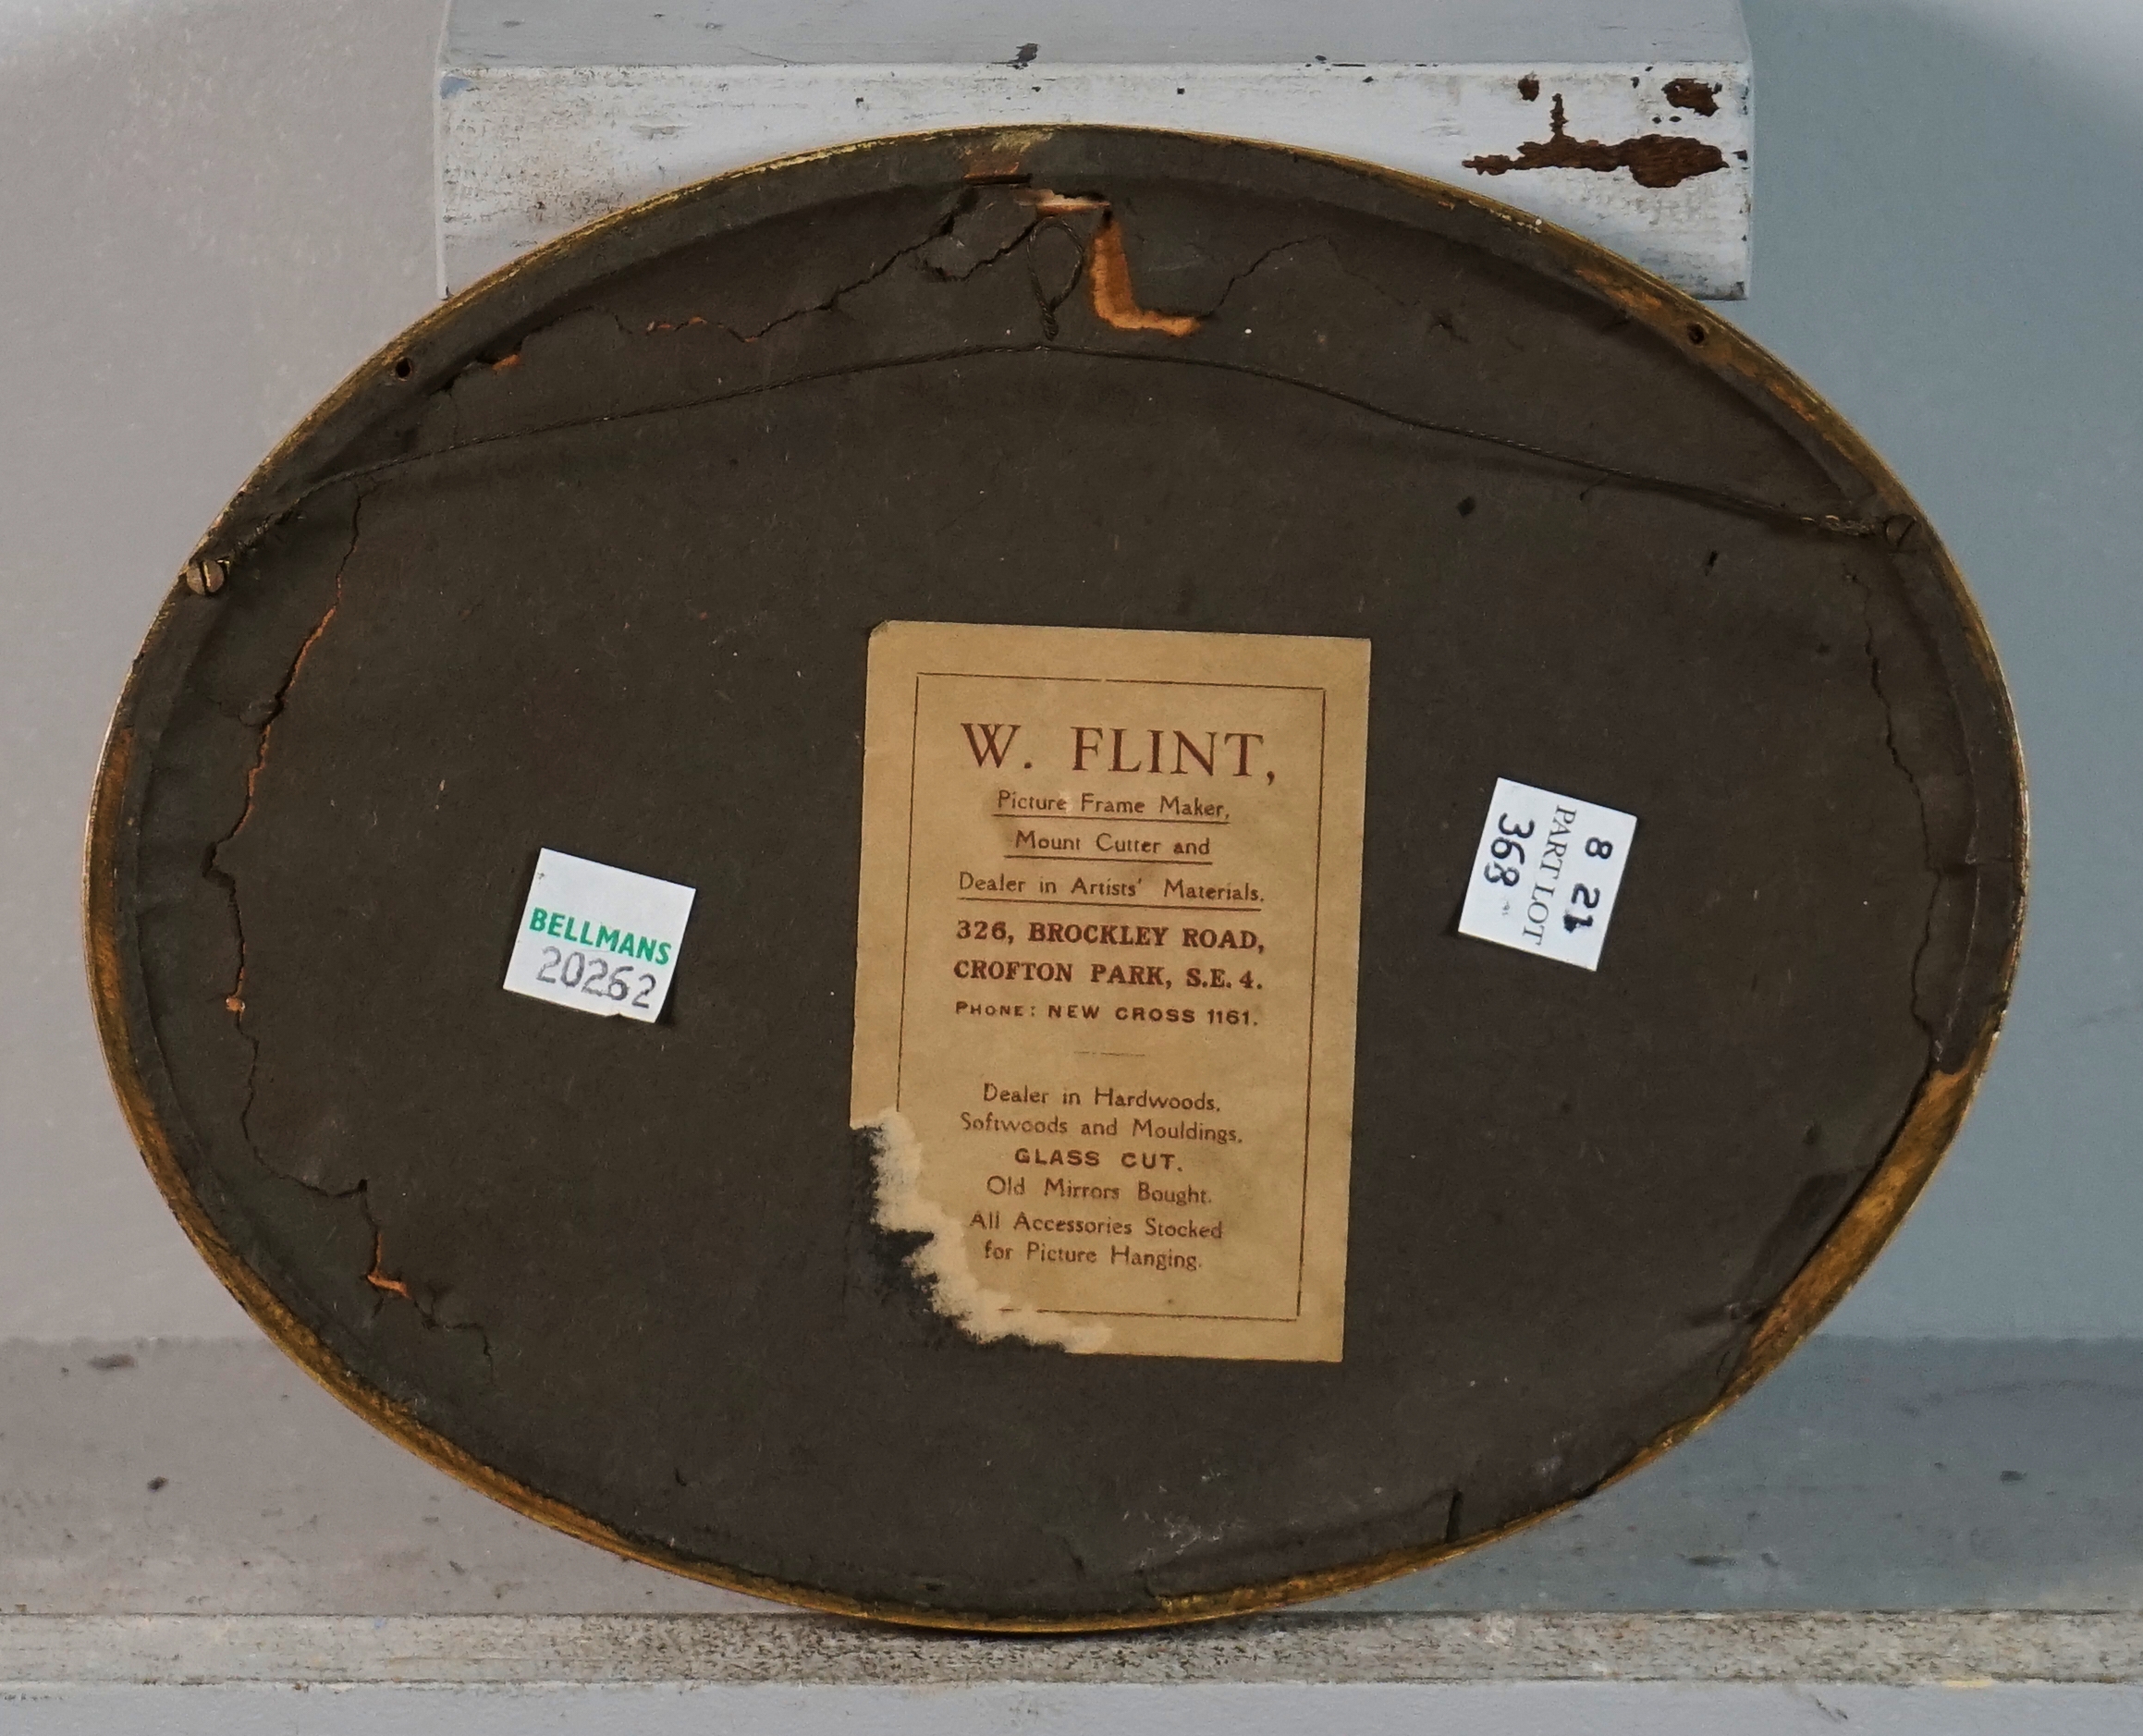 W. FLINT,
Picture Frame Maker,
Mount Cutter and
Dealer in Artists' Materials.
326, BROCKLEY ROAD,
CROFTON PARK, S.E. 4.
PHONE: NEW CROSS 1161.
Dealer in Hardwoods,
Softwoods and Mouldings.
GLASS CUT.
Old Mirrors Bought.
All Accessories Stocked
for Picture Hanging.
BELLMANS
20262
8 21
PART LOT
368